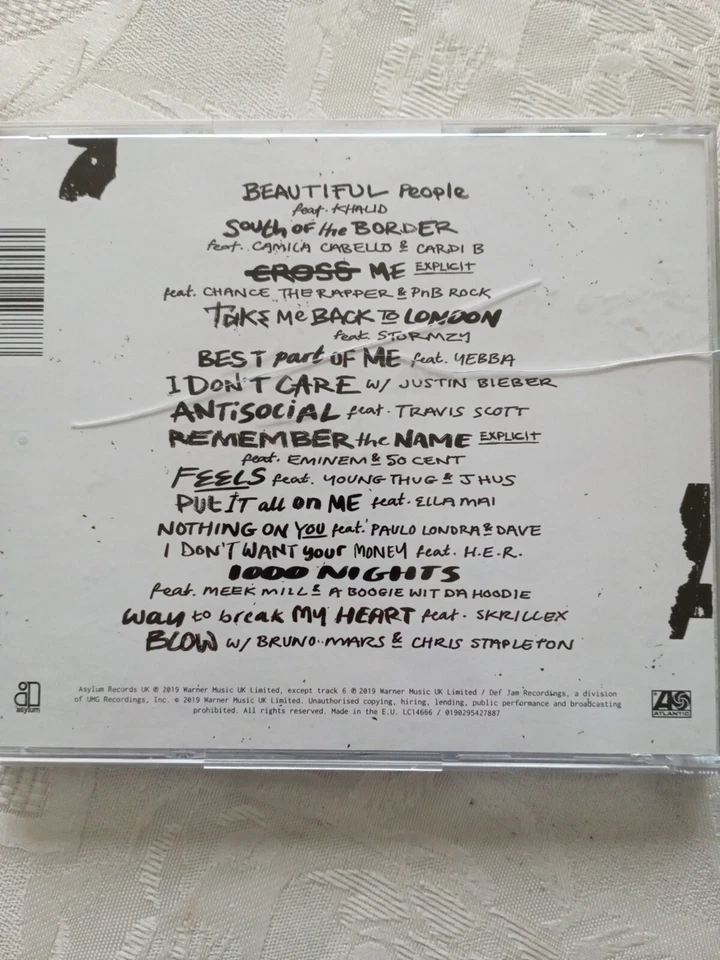 BEAUTIFUL People
feat. KHALID
South OF the BORDER
feat. CAMILA CABELLO & CARDI B
CROSS ME EXPLICIT
feat. CHANCE THE RAPPER & PnB ROCK
TAKE Me BACK TO LONDON
feat. STORMZY
BEST part OF ME feat. YEBBA
I DON'T CARE W/ JUSTIN BIEBER
ANTiSOCiAL feat. TRAVIS SCOTT
REMEMBER the NAME EXPLICIT
feat. EMINEM & 50 CENT
FEELS feat. YOUNG THUG & J HUS
PUt IT all on ME feat. ELLA MAI
NOTHING ON YOU feat. PAULO LONDRA & DAVE
I DON'T WANT your MONEY feat. H.E.R.
1000 NIGHTS
feat. MEEK MILL & A BOOGIE WIT DA HOODIE
Way to break MY HEART feat. SKRILLEX
BLOW W/ BRUNO MARS & CHRIS STAPLETON
asylum
Asylum Records UK ℗ 2019 Warner Music UK Limited, except track 6 ℗ 2019 Warner Music UK Limited / Def Jam Recordings, a division
of UMG Recordings, Inc. © 2019 Warner Music UK Limited. Unauthorised copying, hiring, lending, public performance and broadcasting
prohibited. All rights reserved. Made in the E.U. LC14666 / 0190295427887
ATLANTIC